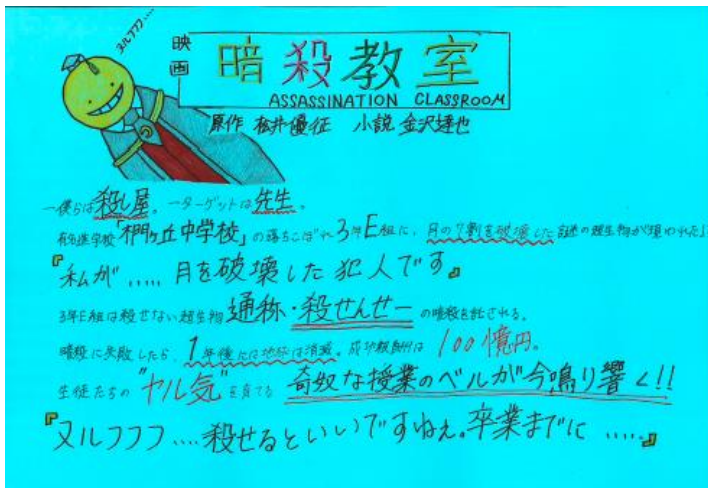 ヌルフフフ‥‥
映画 暗殺教室
ASSASSINATION CLASSROOM
原作 松井優征 小説 金沢達也
―僕らは殺し屋。―ターゲットは先生。
有名進学校「椚ヶ丘中学校」の落ちこぼれ3年E組に、月の7割を破壊した謎の超生物が現われた!
『私が‥‥‥月を破壊した犯人です』
3年E組は殺せない超生物 通称・殺せんせー の暗殺を託される。
暗殺に失敗したら、1年後には地球は消滅。成功報酬は100憶円。
生徒たちの"ヤル気"を育てる 奇奴な授業のベルが今鳴り響く!!
『ヌルフフフ‥‥殺せるといいですねえ。卒業までに‥‥‥』